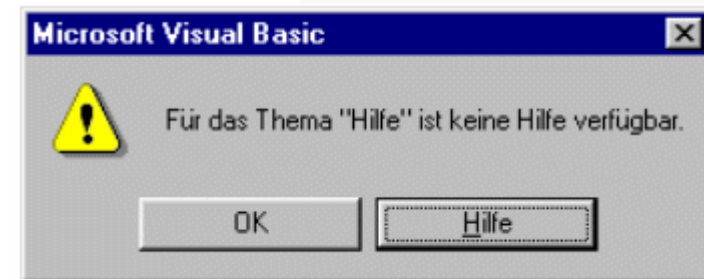 Microsoft Visual Basic
Für das Thema "Hilfe" ist keine Hilfe verfügbar.
OK
Hilfe